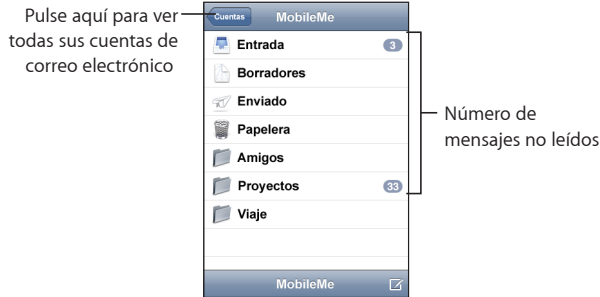 Pulse aquí para ver
todas sus cuentas de
correo electrónico
Cuentas
MobileMe
Entrada 3
Borradores
Enviado
Papelera
Amigos
Proyectos 33
Viaje
MobileMe
Número de
mensajes no leídos